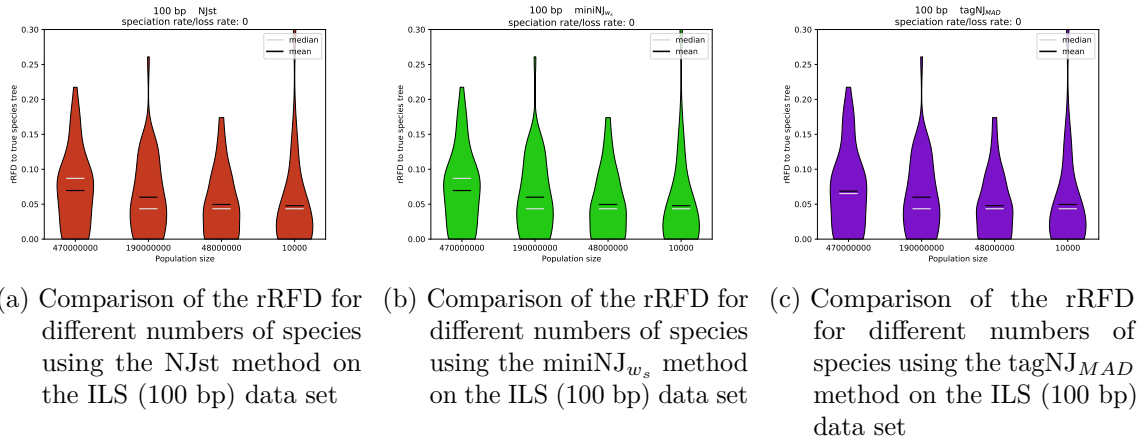 100 bp NJst
speciation rate/loss rate: 0
0.30
0.25
0.20
0.15
0.10
0.05
0.00
rRFD to true species tree
median
mean
470000000 190000000 48000000 10000
Population size
100 bp miniNJ_{w_s}
speciation rate/loss rate: 0
0.30
0.25
0.20
0.15
0.10
0.05
0.00
rRFD to true species tree
median
mean
470000000 190000000 48000000 10000
Population size
100 bp tagNJ_{MAD}
speciation rate/loss rate: 0
0.30
0.25
0.20
0.15
0.10
0.05
0.00
rRFD to true species tree
median
mean
470000000 190000000 48000000 10000
Population size
(a) Comparison of the rRFD for
different numbers of species
using the NJst method on
the ILS (100 bp) data set
(b) Comparison of the rRFD for
different numbers of species
using the miniNJ_{w_s} method
on the ILS (100 bp) data set
(c) Comparison of the rRFD
for different numbers of
species using the tagNJ_{MAD}
method on the ILS (100 bp)
data set